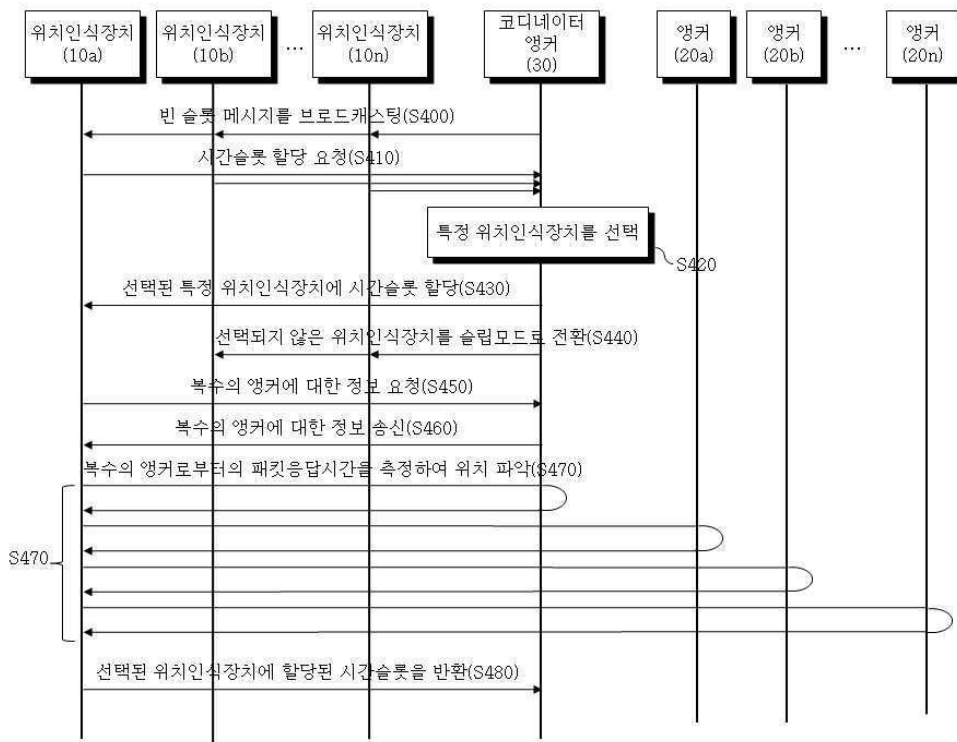 위치인식장치
(10a)
위치인식장치
(10b)
...
위치인식장치
(10n)
코디네이터
앵커
(30)
앵커
(20a)
앵커
(20b)
...
앵커
(20n)
빈 슬롯 메시지를 브로드캐스팅(S400)
시간슬롯 할당 요청(S410)
특정 위치인식장치를 선택
S420
선택된 특정 위치인식장치에 시간슬롯 할당(S430)
선택되지 않은 위치인식장치를 슬립모드로 전환(S440)
복수의 앵커에 대한 정보 요청(S450)
복수의 앵커에 대한 정보 송신(S460)
복수의 앵커로부터의 패킷응답시간을 측정하여 위치 파악(S470)
S470
선택된 위치인식장치에 할당된 시간슬롯을 반환(S480)